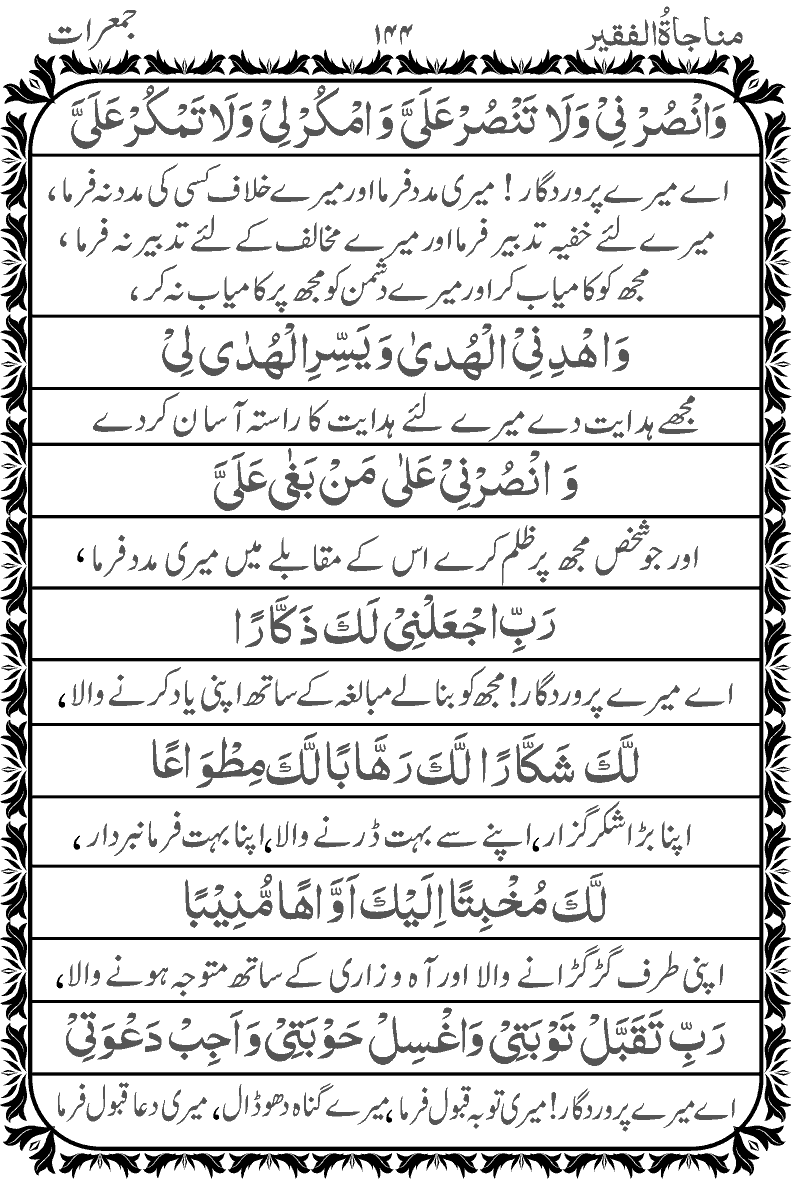 مناجاۃُالفقیر ۱۴۴ جمعرات
وَانْصُرْ نِیْ وَلَا تَنْصُرْ عَلَیَّ وَ امْکُرْ لِیْ وَلَا تَمْکُرْ عَلَیَّ
اے میرے پروردگار ! میری مدد فرما اور میرے خلاف کسی کی مدد نہ فرما ،
میرے لئے خفیہ تدبیر فرما اور میرے مخالف کے لئے تدبیر نہ فرما ،
مجھ کو کامیاب کر اور میرے دشمن کو مجھ پر کامیاب نہ کر ،
وَ اهْدِ نِیْ الْهُدیٰ وَ یَسِّرِ الْهُدٰی لِیْ
مجھے ہدایت دے میرے لئے ہدایت کا راستہ آسان کر دے
وَ انْصُرْنِیْ عَلیٰ مَنْ بَغٰی عَلَیَّ
اور جو شخص مجھ پر ظلم کرے اس کے مقابلے میں میری مدد فرما ،
رَبِّ اجْعَلْنِیْ لَكَ ذَكَّارًا
اے میرے پروردگار! مجھ کو بنالے مبالغہ کے ساتھ اپنی یاد کرنے والا ،
لَّكَ شَكَّارًا لَّكَ رَهَّابًا لَّكَ مِطْوَاعًا
اپنا بڑا شکر گزار، اپنے سے بہت ڈرنے والا، اپنا بہت فرمانبردار ،
لَّكَ مُخْبِتًا اِلَیْكَ اَوَّاهًا مُّنِیْبًا
اپنی طرف گڑگڑانے والا اور آہ و زاری کے ساتھ متوجہ ہونے والا ،
رَبِّ تَقَبَّلْ تَوْبَتِیْ وَاغْسِلْ حَوْبَتِیْ وَ اَجِبْ دَعْوَتِیْ
اے میرے پروردگار! میری توبہ قبول فرما ، میرے گناہ دھو ڈال ، میری دعا قبول فرما